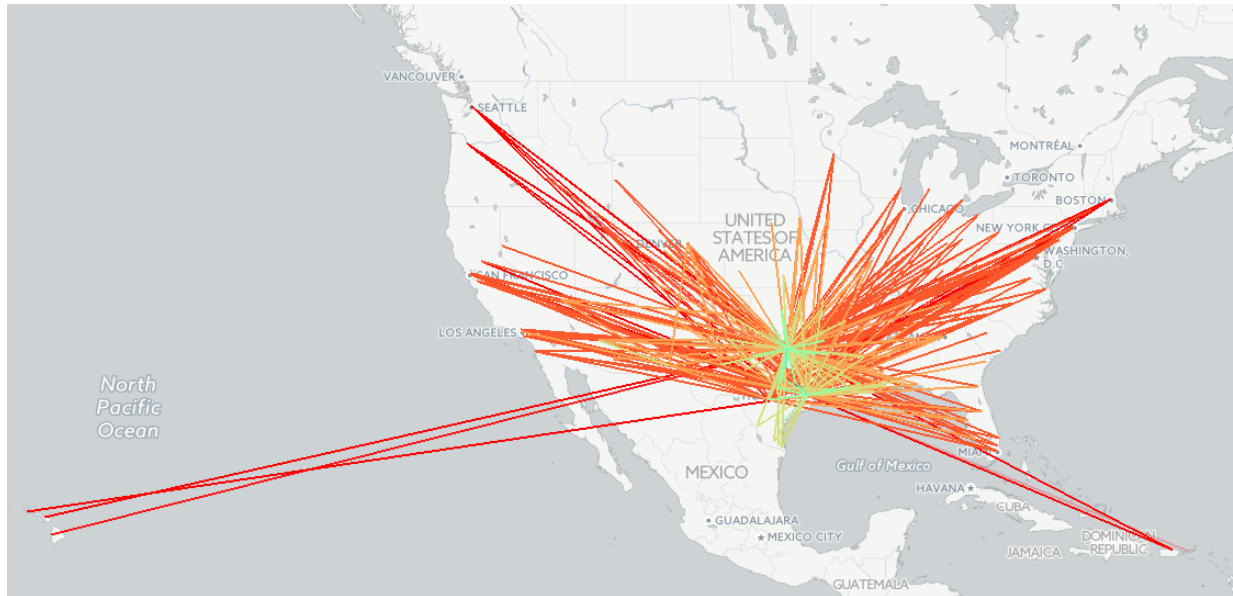 VANCOUVER
SEATTLE
MONTRÉAL
TORONTO
BOSTON
CHICAGO
NEW YORK
UNITED
STATES OF
AMERICA
WASHINGTON,
D.C.
DENVER
SAN FRANCISCO
LOS ANGELES
North
Pacific
Ocean
MIAMI
Gulf of Mexico
MEXICO
HAVANA
CUBA
GUADALAJARA
MEXICO CITY
DOMINICAN
REPUBLIC
JAMAICA
GUATEMALA